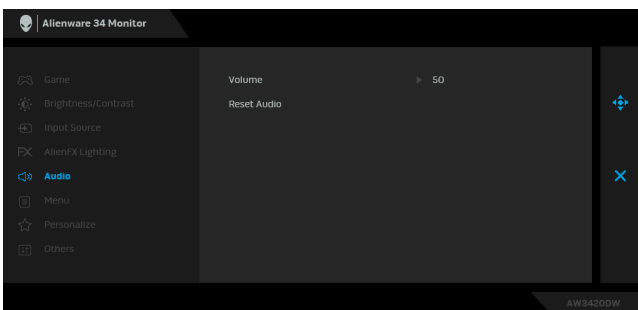 Alienware 34 Monitor
Game
Volume 50
Brightness/Contrast
Reset Audio
Input Source
FX AlienFX Lighting
Audio
Menu
Personalize
Others
AW3420DW